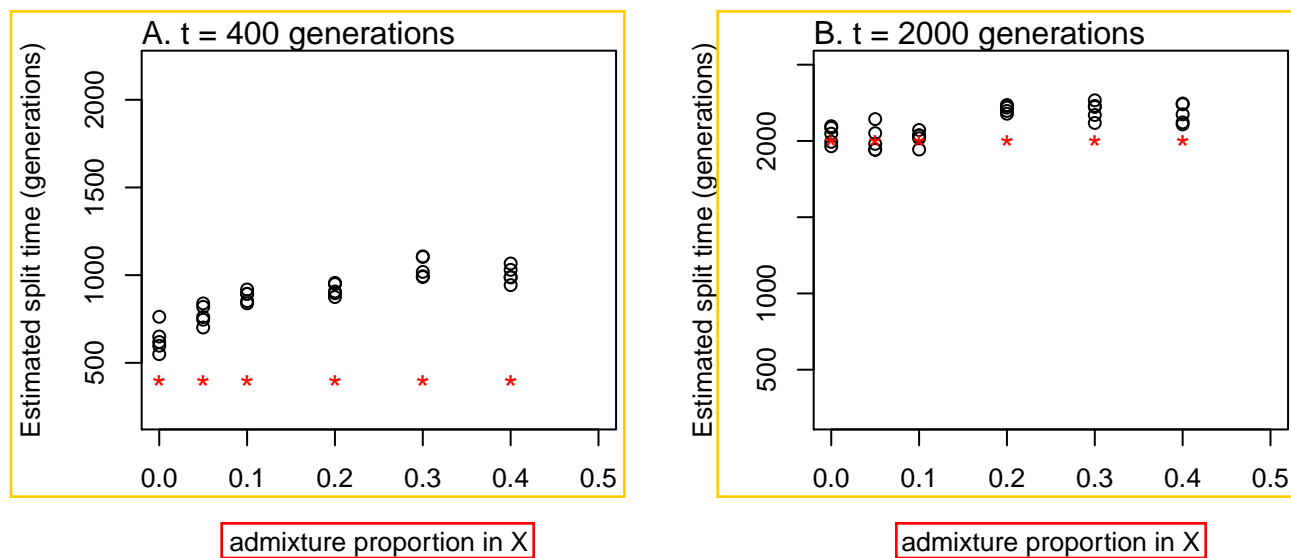 A. t = 400 generations
Estimated split time (generations)
2000
1500
1000
500
* * * * * *
0.0 0.1 0.2 0.3 0.4 0.5
admixture proportion in X
B. t = 2000 generations
Estimated split time (generations)
2000
1000
500
* * * * * *
0.0 0.1 0.2 0.3 0.4 0.5
admixture proportion in X